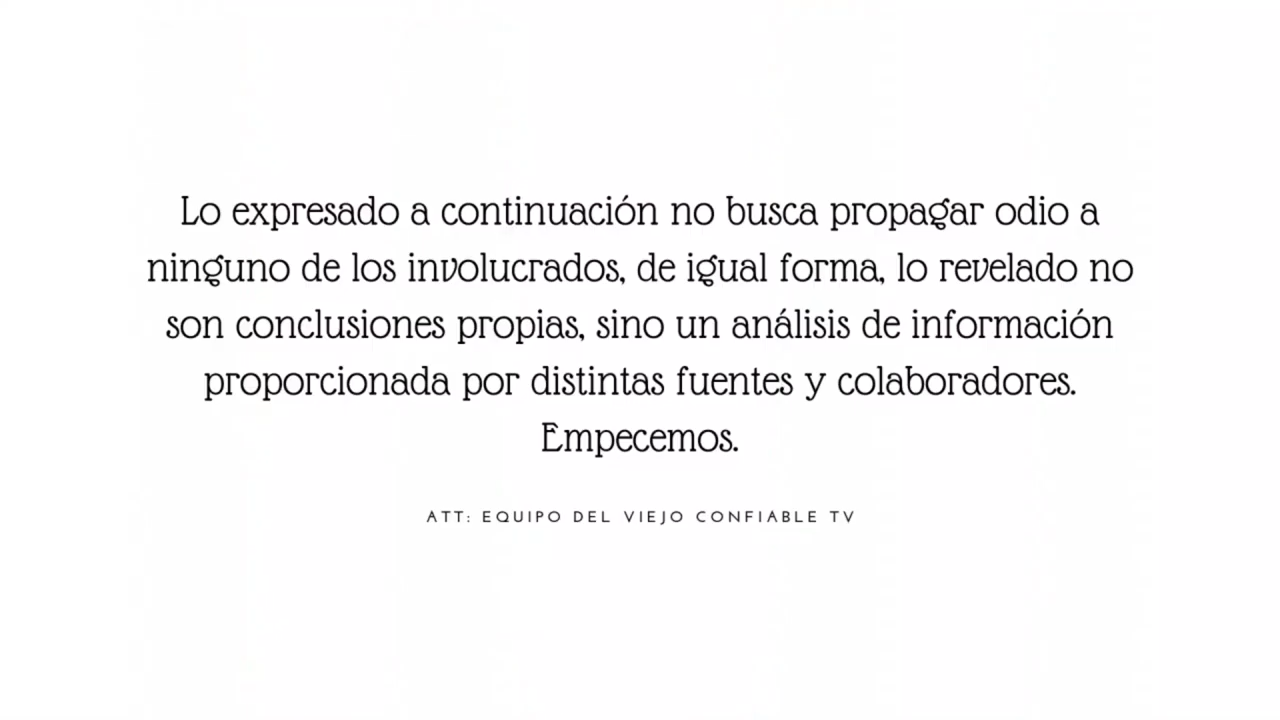 Lo expresado a continuación no busca propagar odio a
ninguno de los involucrados, de igual forma, lo revelado no
son conclusiones propias, sino un análisis de información
proporcionada por distintas fuentes y colaboradores.
Empecemos.
ATT: EQUIPO DEL VIEJO CONFIABLE TV